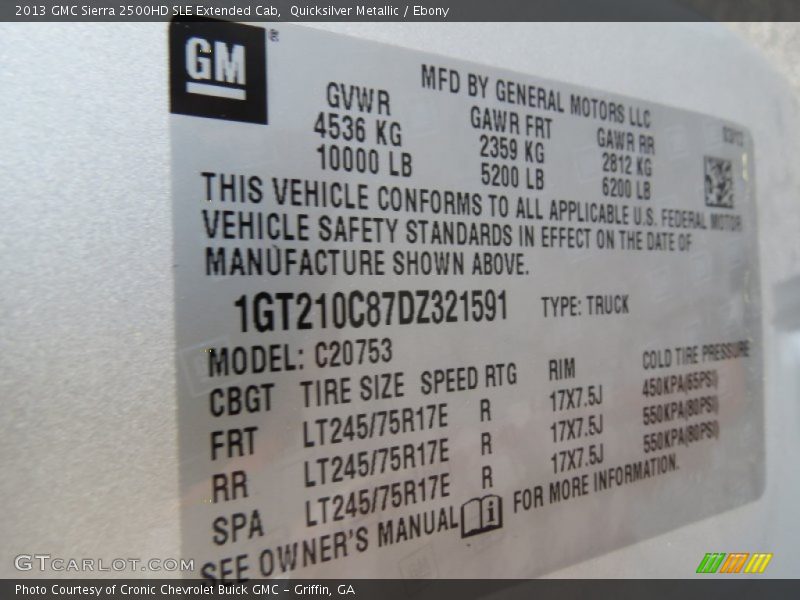 2013 GMC Sierra 2500HD SLE Extended Cab, Quicksilver Metallic / Ebony
GM®
MFD BY GENERAL MOTORS LLC
GVWR GAWR FRT GAWR RR
4536 KG 2359 KG 2812 KG
10000 LB 5200 LB 6200 LB
THIS VEHICLE CONFORMS TO ALL APPLICABLE U.S. FEDERAL MOTOR
VEHICLE SAFETY STANDARDS IN EFFECT ON THE DATE OF
MANUFACTURE SHOWN ABOVE.
1GT210C87DZ321591 TYPE: TRUCK
MODEL: C20753
CBGT TIRE SIZE SPEED RTG RIM COLD TIRE PRESSURE
FRT LT245/75R17E R 17X7.5J 450KPA(65PSI)
RR LT245/75R17E R 17X7.5J 550KPA(80PSI)
SPA LT245/75R17E R 17X7.5J 550KPA(80PSI)
SEE OWNER'S MANUAL FOR MORE INFORMATION.
GTCARLOT.COM
Photo Courtesy of Cronic Chevrolet Buick GMC – Griffin, GA